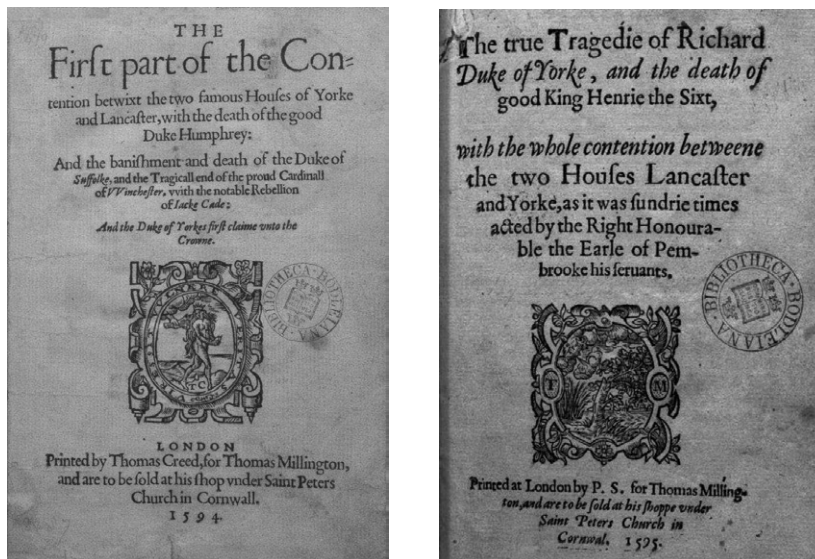 THE
Firſt part of the Con=
tention betwixt the two famous Houſes of Yorke
and Lancaſter, with the death of the good
Duke Humphrey:
And the baniſhment and death of the Duke of
Suffolke, and the Tragicall end of the proud Cardinall
of VVincheſter, vvith the notable Rebellion
of Iacke Cade:
And the Duke of Yorkes firſt claime vnto the
Crowne.
TC
BIBLIOTHECA BODLEIANA
LONDON
Printed by Thomas Creed, for Thomas Millington,
and are to be ſold at his ſhop vnder Saint Peters
Church in Cornwall.
1594.
The true Tragedie of Richard
Duke of Yorke, and the death of
good King Henrie the Sixt,
with the whole contention betweene
the two Houſes Lancaſter
and Yorke, as it was ſundrie times
acted by the Right Honoura-
ble the Earle of Pem-
brooke his ſeruants.
BIBLIOTHECA BODLEIANA
T M
Printed at London by P. S. for Thomas Milling-
ton, and are to be ſold at his ſhoppe vnder
Saint Peters Church in
Cornwal. 1595.